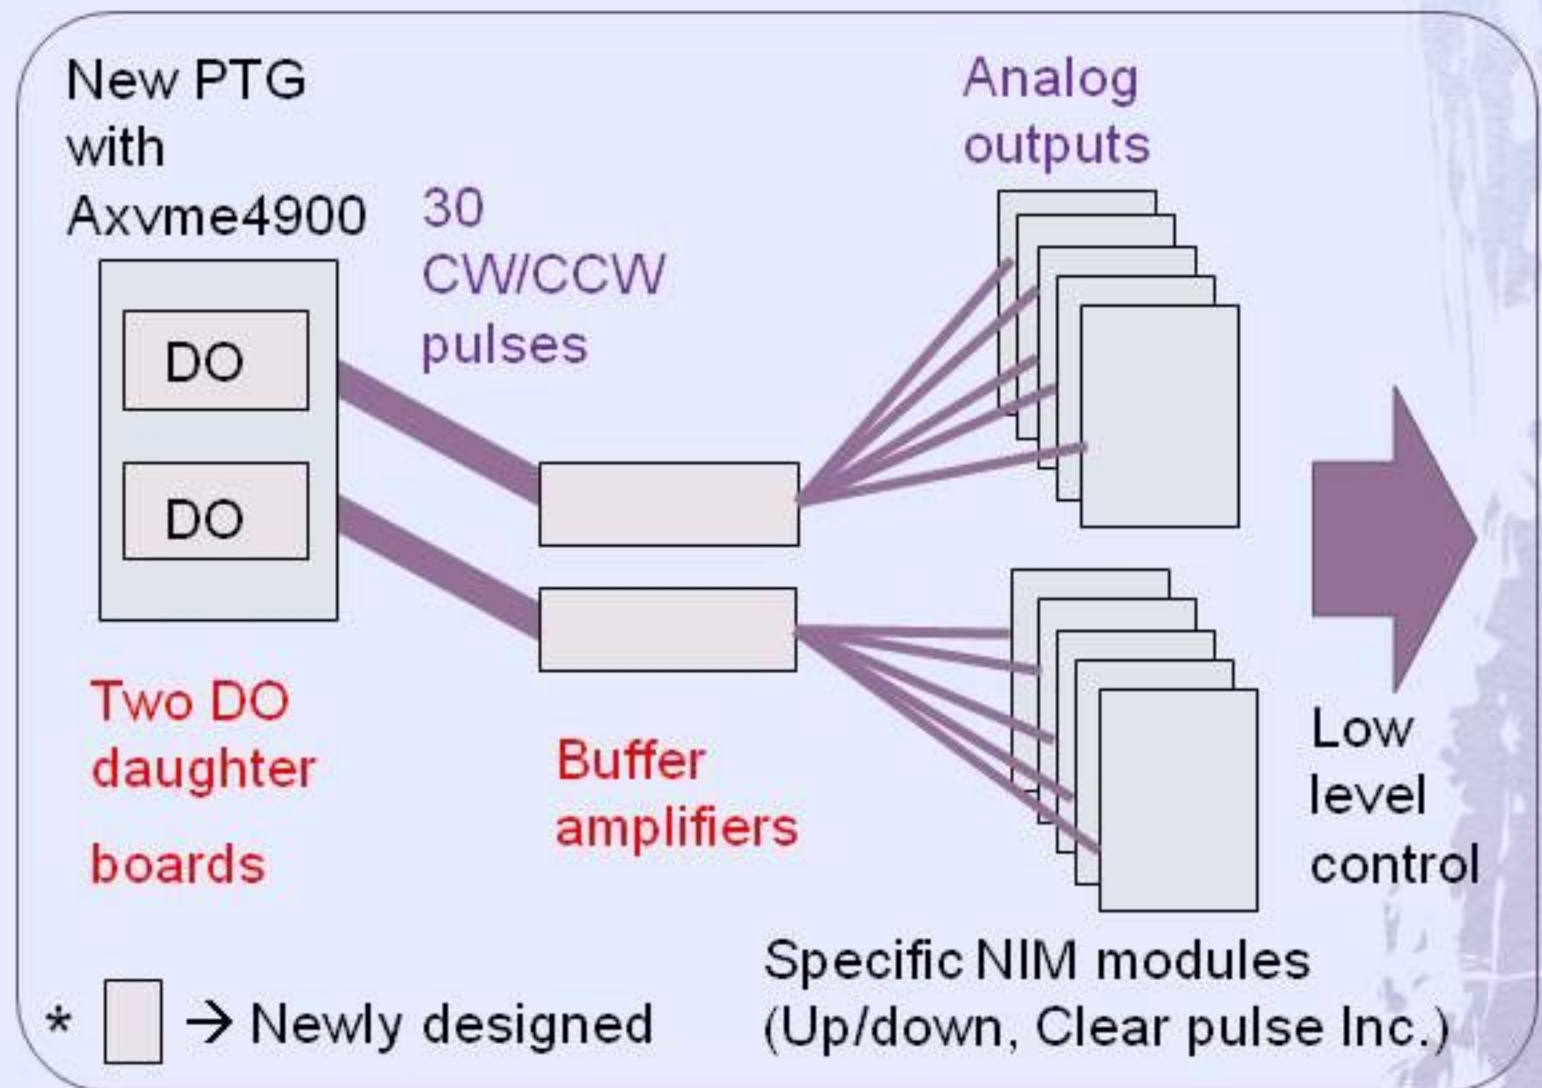 New PTG
with
Axvme4900
30
CW/CCW
pulses
Analog
outputs
DO
DO
Two DO
daughter
boards
Buffer
amplifiers
Low
level
control
Specific NIM modules
(Up/down, Clear pulse Inc.)
* → Newly designed